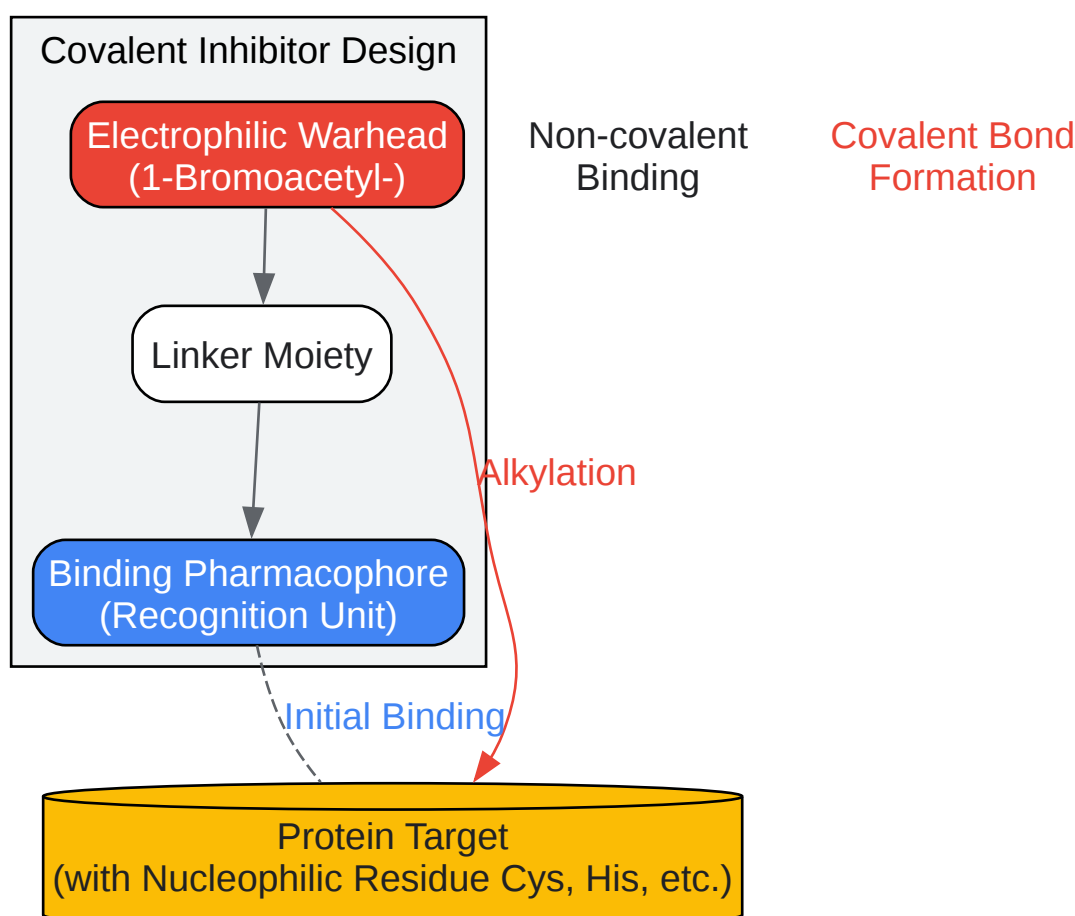 Covalent Inhibitor Design
Electrophilic Warhead
(1-Bromoacetyl-)
Non-covalent
Binding
Covalent Bond
Formation
Linker Moiety
Alkylation
Binding Pharmacophore
(Recognition Unit)
Initial Binding
Protein Target
(with Nucleophilic Residue Cys, His, etc.)